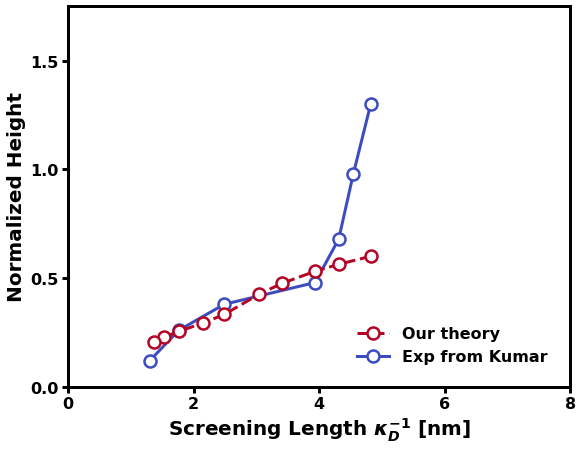 1.5
1.0
0.5
0.0
Normalized Height
Our theory
Exp from Kumar
0 2 4 6 8
Screening Length κ_D^{-1} [nm]